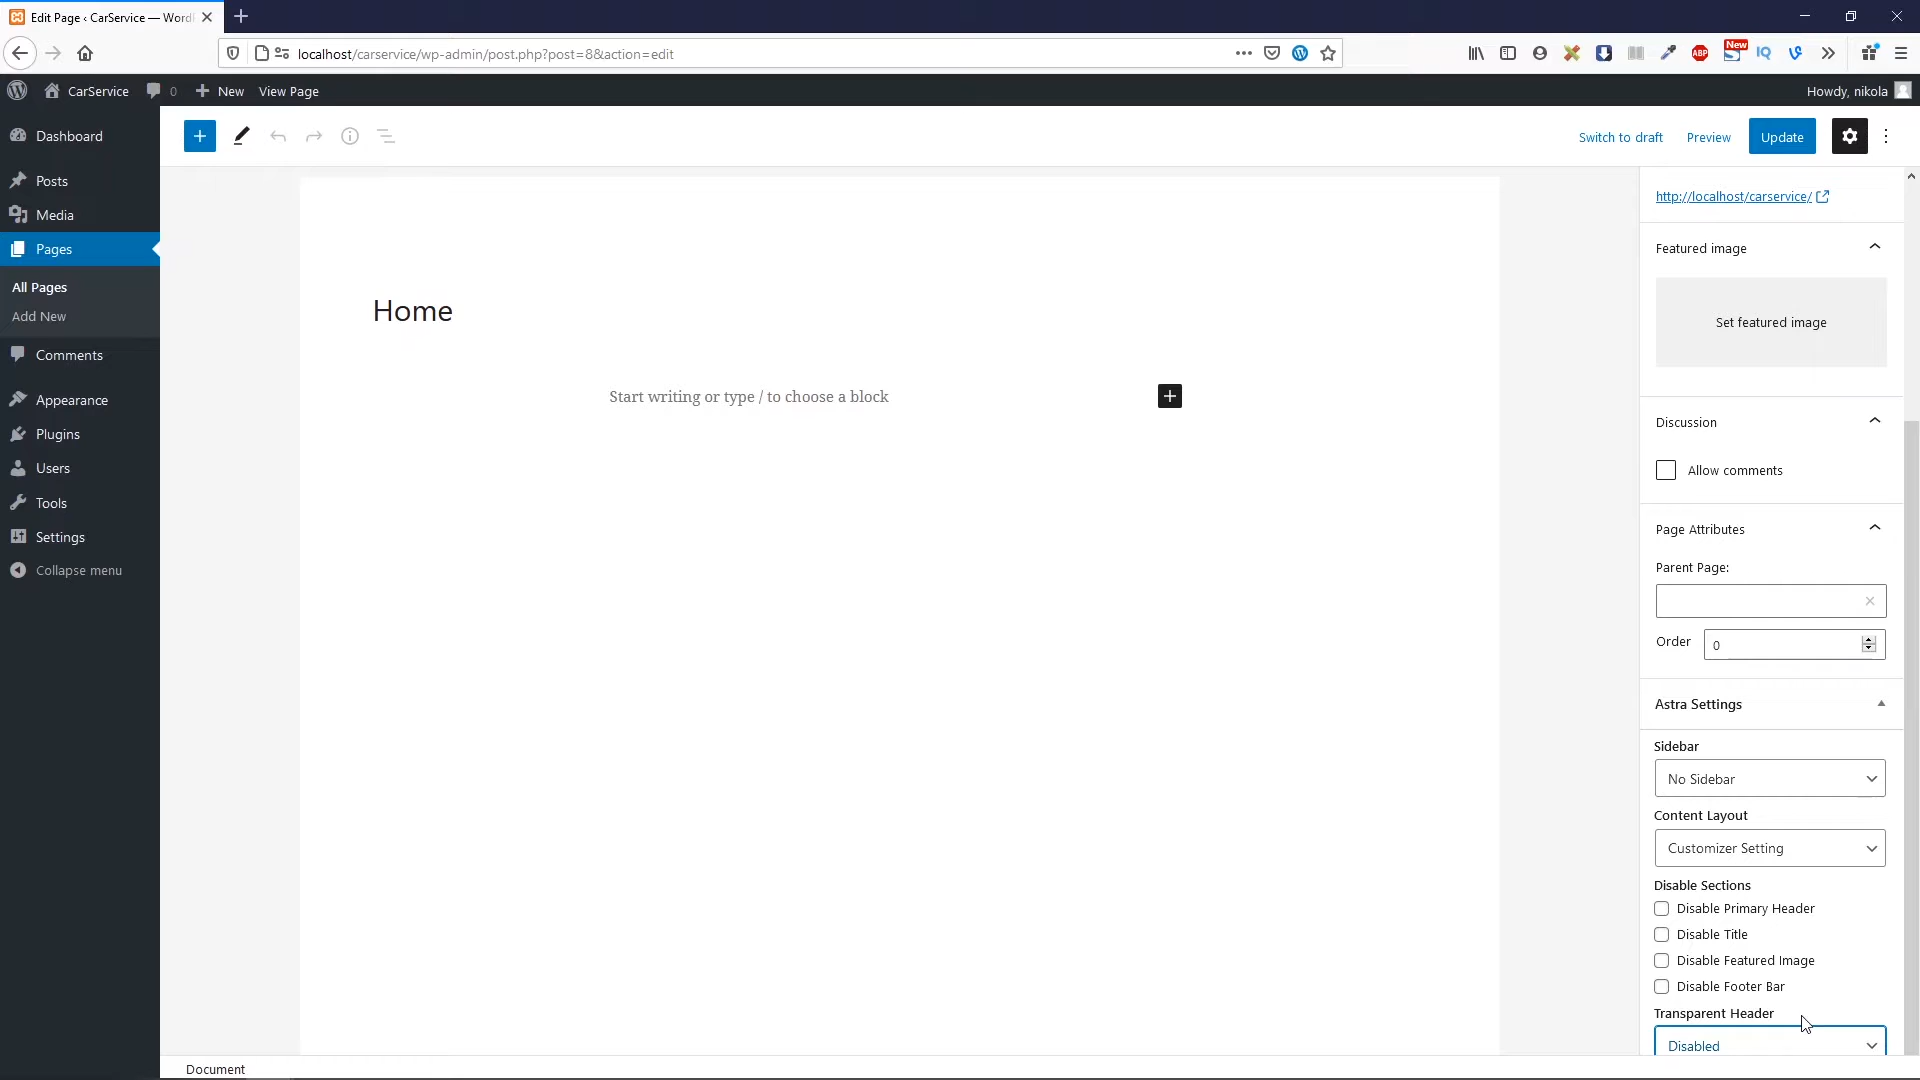 Edit Page ‹ CarService — Word
localhost/carservice/wp-admin/post.php?post=8&action=edit
ABP
New
IQ
CarService
0
New
View Page
Howdy, nikola
Dashboard
Posts
Media
Pages
All Pages
Add New
Comments
Appearance
Plugins
Users
Tools
Settings
Collapse menu
Switch to draft
Preview
Update
Home
Start writing or type / to choose a block
http://localhost/carservice/
Featured image
Set featured image
Discussion
Allow comments
Page Attributes
Parent Page:
Order
0
Astra Settings
Sidebar
No Sidebar
Content Layout
Customizer Setting
Disable Sections
Disable Primary Header
Disable Title
Disable Featured Image
Disable Footer Bar
Transparent Header
Disabled
Document